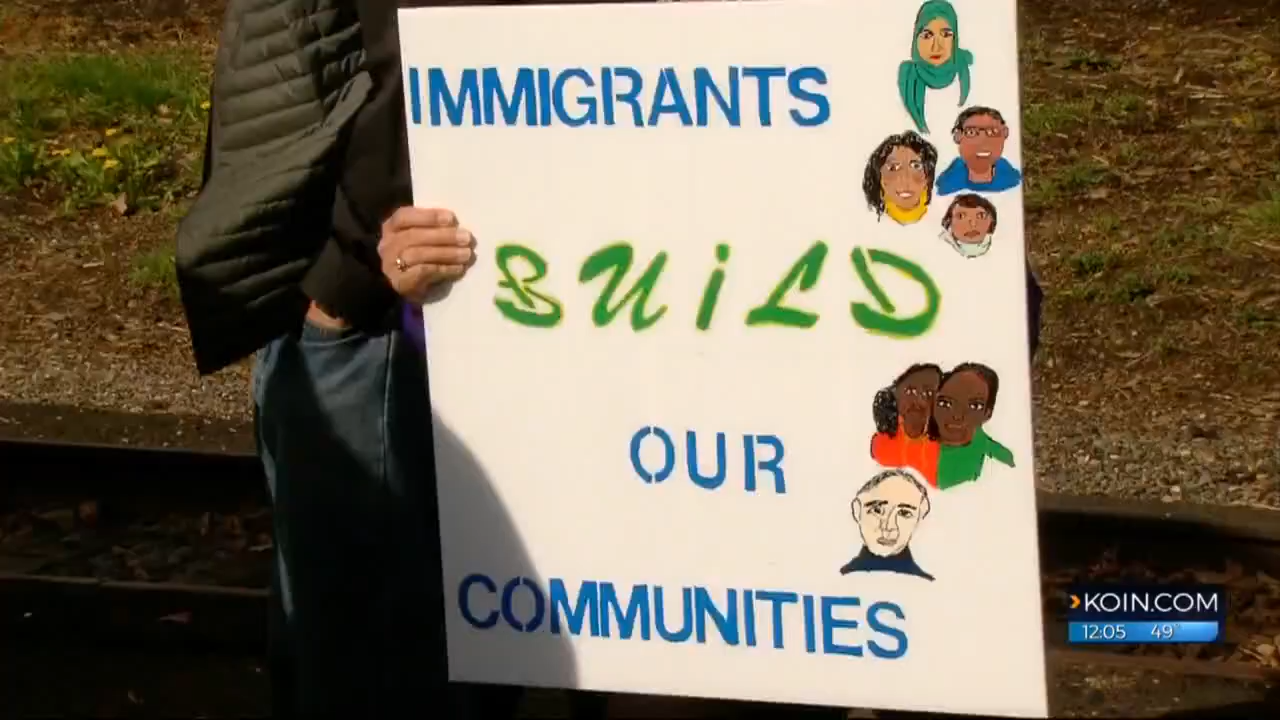 IMMIGRANTS
BUiLD
OUR
COMMUNITIES
KOIN.COM
12:05 49°